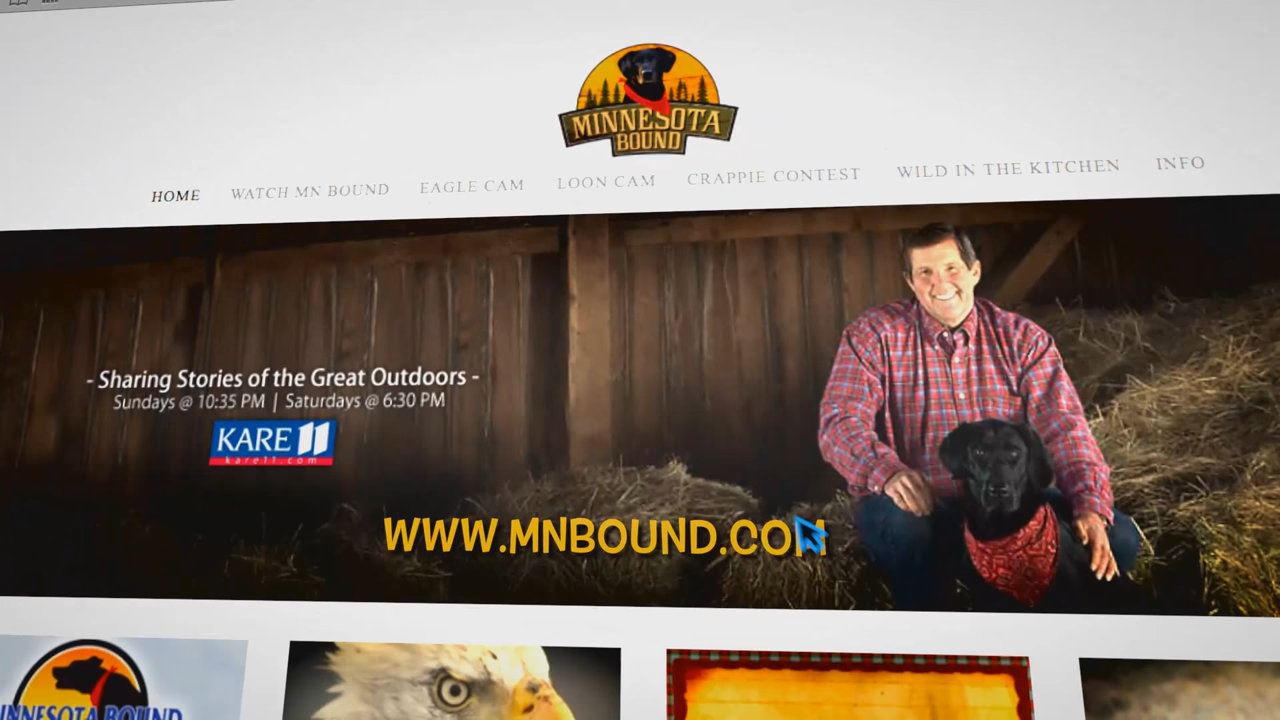 MINNESOTA
BOUND
HOME WATCH MN BOUND EAGLE CAM LOON CAM CRAPPIE CONTEST WILD IN THE KITCHEN INFO
- Sharing Stories of the Great Outdoors -
Sundays @ 10:35 PM | Saturdays @ 6:30 PM
KARE 11
kare11.com
WWW.MNBOUND.COM
MINNESOTA BOUND